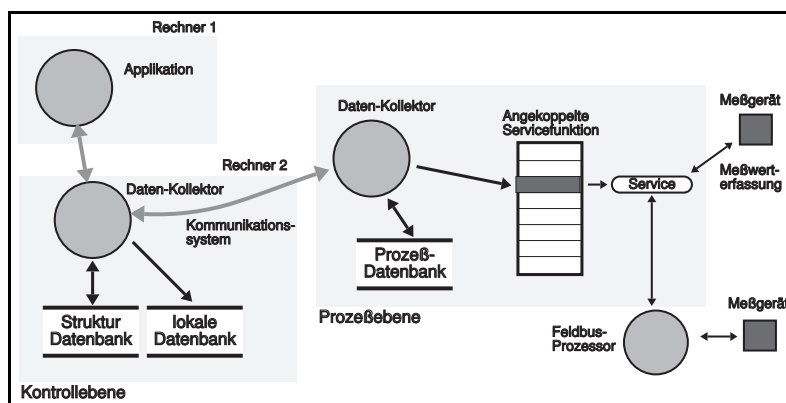 Rechner 1
Applikation
Rechner 2
Daten-Kollektor
Kommunikations-
system
Struktur
Datenbank
lokale
Datenbank
Kontrollebene
Daten-Kollektor
Prozeß-
Datenbank
Prozeßebene
Angekoppelte
Servicefunktion
Service
Meßgerät
Meßwert-
erfassung
Feldbus-
Prozessor
Meßgerät